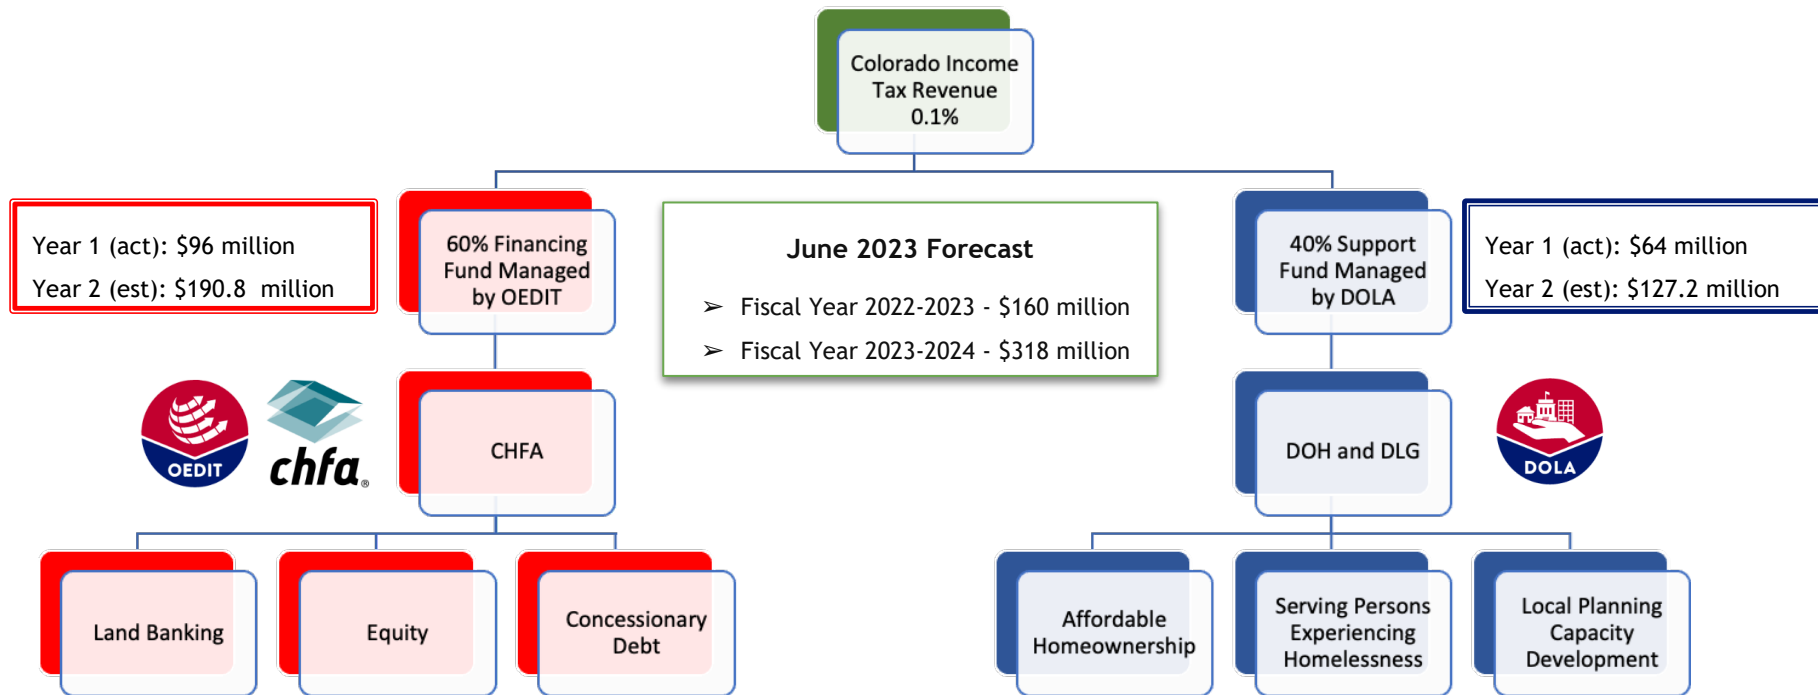 Colorado Income
Tax Revenue
0.1%
Year 1 (act): $96 million
Year 2 (est): $190.8 million
60% Financing
Fund Managed
by OEDIT
June 2023 Forecast
➢ Fiscal Year 2022-2023 - $160 million
➢ Fiscal Year 2023-2024 - $318 million
40% Support
Fund Managed
by DOLA
Year 1 (act): $64 million
Year 2 (est): $127.2 million
OEDIT
chfa®
CHFA
DOH and DLG
DOLA
Land Banking
Equity
Concessionary
Debt
Affordable
Homeownership
Serving Persons
Experiencing
Homelessness
Local Planning
Capacity
Development